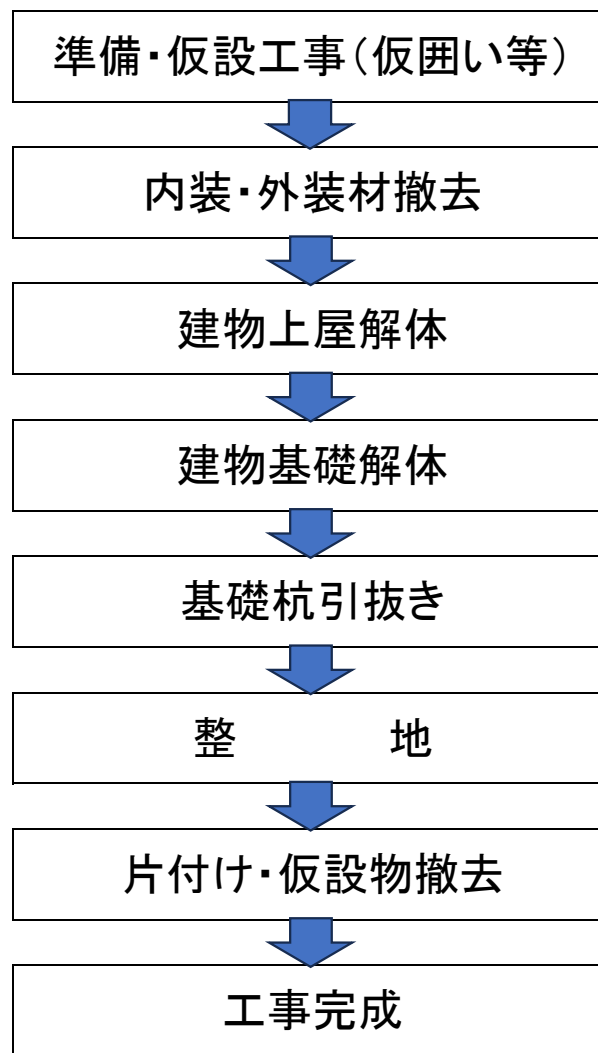 準備・仮設工事（仮囲い等）
内装・外装材撤去
建物上屋解体
建物基礎解体
基礎杭引抜き
整　　　地
片付け・仮設物撤去
工事完成